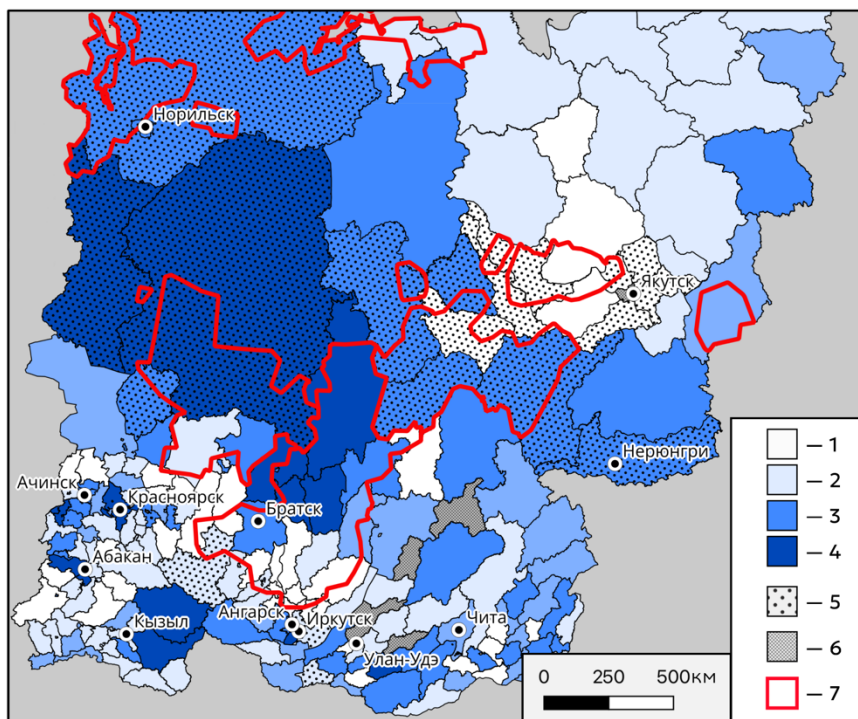 Норильск
Якутск
Нерюнгри
Ачинск
Красноярск
Братск
Абакан
Кызыл
Ангарск
Иркутск
Улан-Удэ
Чита
– 1
– 2
– 3
– 4
– 5
– 6
– 7
0 250 500км